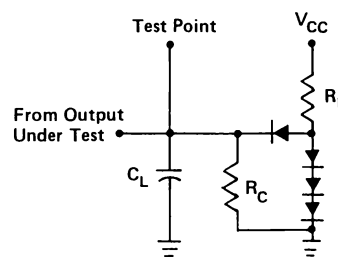 Test Point
VCC
R
From Output
Under Test
CL
RC